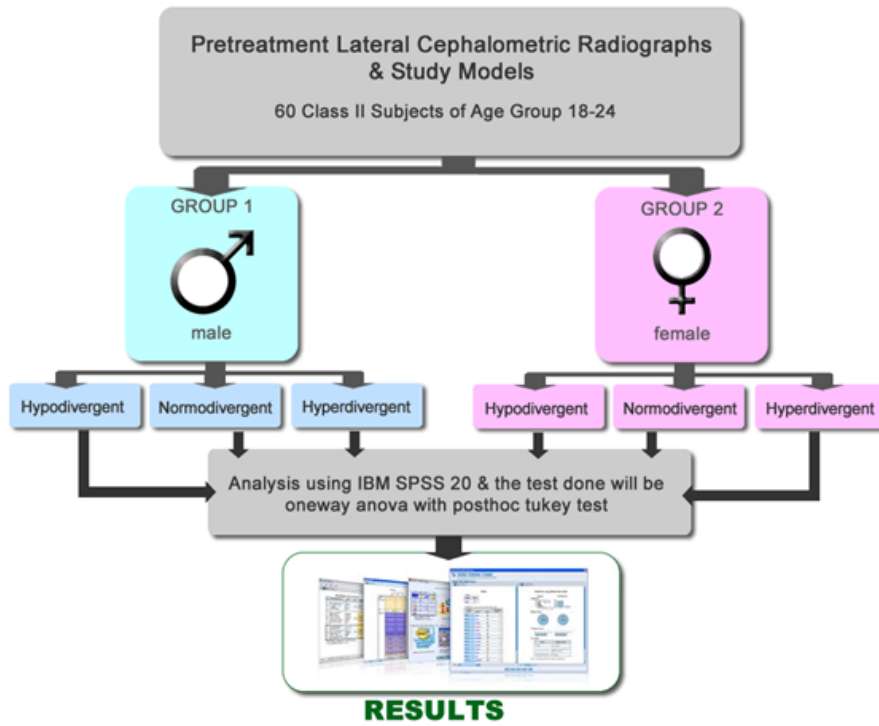 Pretreatment Lateral Cephalometric Radiographs
& Study Models
60 Class II Subjects of Age Group 18-24
GROUP 1
male
GROUP 2
female
Hypodivergent
Normodivergent
Hyperdivergent
Hypodivergent
Normodivergent
Hyperdivergent
Analysis using IBM SPSS 20 & the test done will be
oneway anova with posthoc tukey test
RESULTS